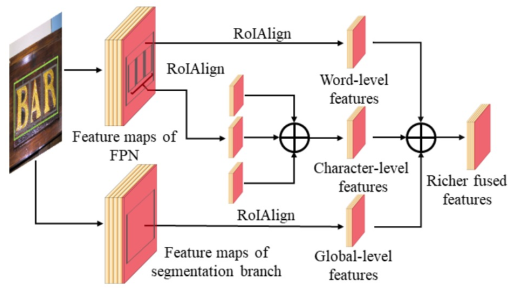 RoIAlign
RoIAlign
BAR
Word-level
features
Feature maps of
FPN
Character-level
features
Richer fused
features
RoIAlign
Feature maps of
segmentation branch
Global-level
features